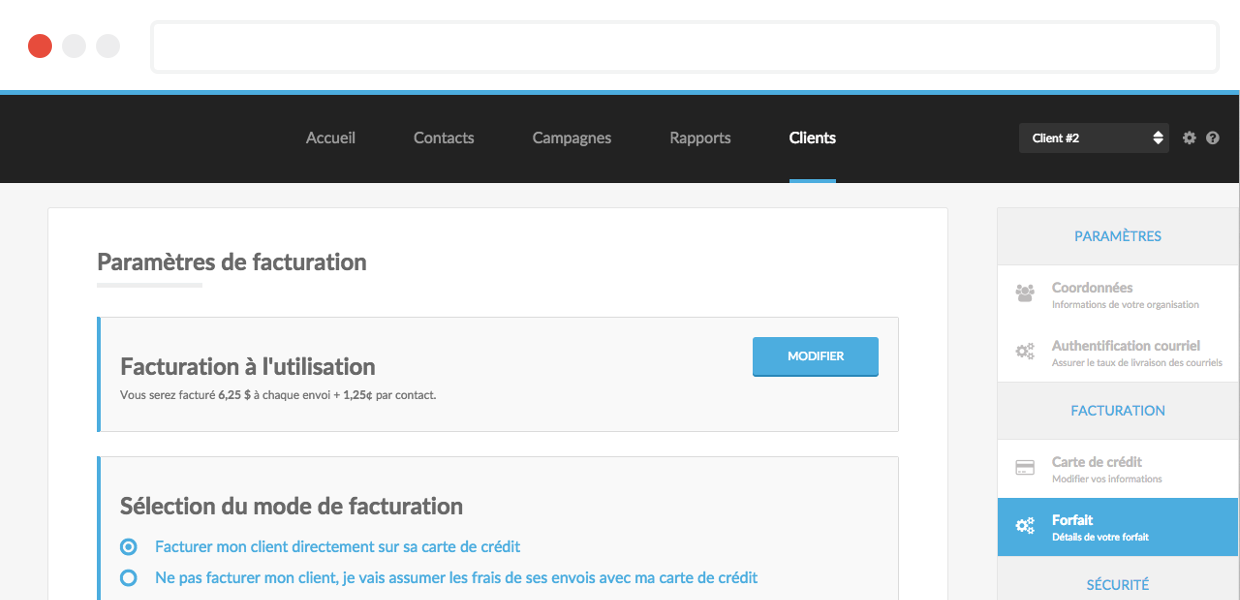 Accueil Contacts Campagnes Rapports Clients Client #2
Paramètres de facturation
Facturation à l'utilisation
Vous serez facturé 6,25 $ à chaque envoi + 1,25¢ par contact.
MODIFIER
Sélection du mode de facturation
Facturer mon client directement sur sa carte de crédit
Ne pas facturer mon client, je vais assumer les frais de ses envois avec ma carte de crédit
PARAMÈTRES
Coordonnées
Informations de votre organisation
Authentification courriel
Assurer le taux de livraison des courriels
FACTURATION
Carte de crédit
Modifier vos informations
Forfait
Détails de votre forfait
SÉCURITÉ